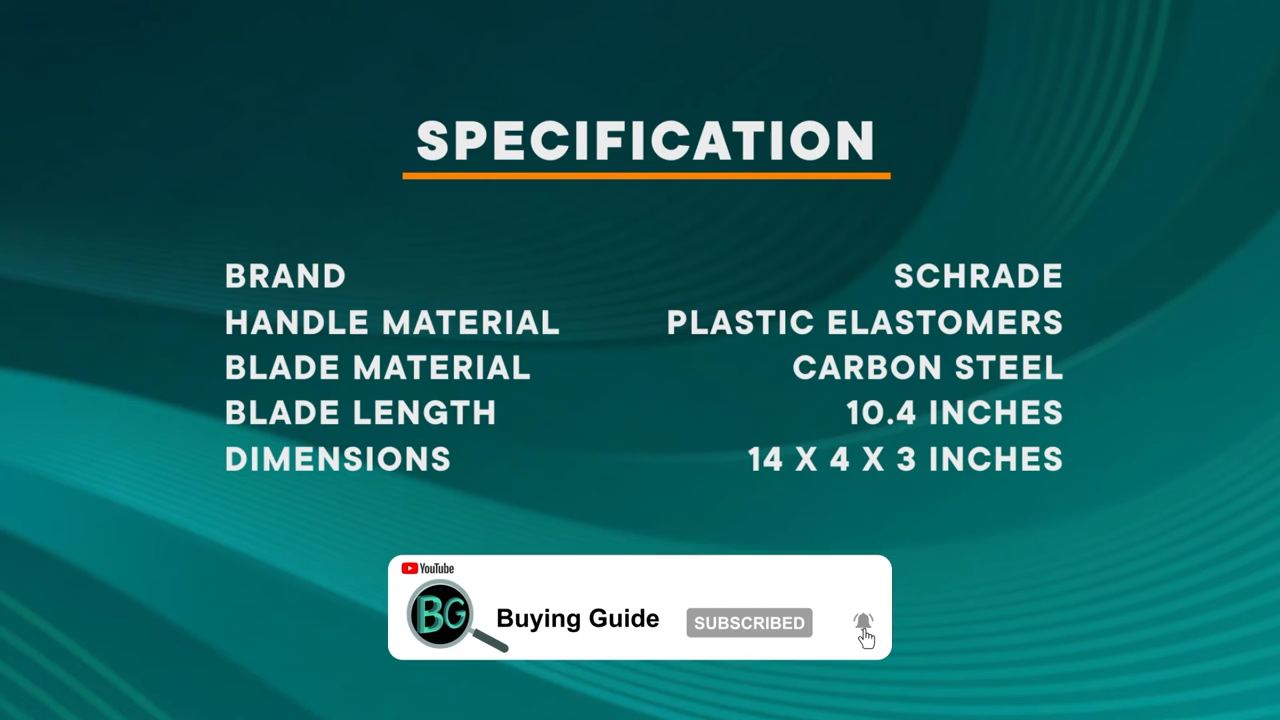 SPECIFICATION
BRAND SCHRADE
HANDLE MATERIAL PLASTIC ELASTOMERS
BLADE MATERIAL CARBON STEEL
BLADE LENGTH 10.4 INCHES
DIMENSIONS 14 X 4 X 3 INCHES
YouTube
BG
Buying Guide SUBSCRIBED